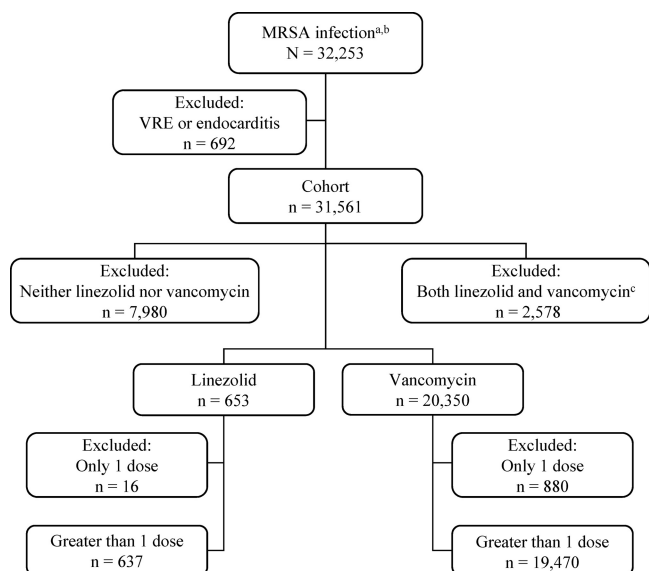 MRSA infectionᵃ,ᵇ
N = 32,253
Excluded:
VRE or endocarditis
n = 692
Cohort
n = 31,561
Excluded:
Neither linezolid nor vancomycin
n = 7,980
Excluded:
Both linezolid and vancomycinᶜ
n = 2,578
Linezolid
n = 653
Vancomycin
n = 20,350
Excluded:
Only 1 dose
n = 16
Excluded:
Only 1 dose
n = 880
Greater than 1 dose
n = 637
Greater than 1 dose
n = 19,470